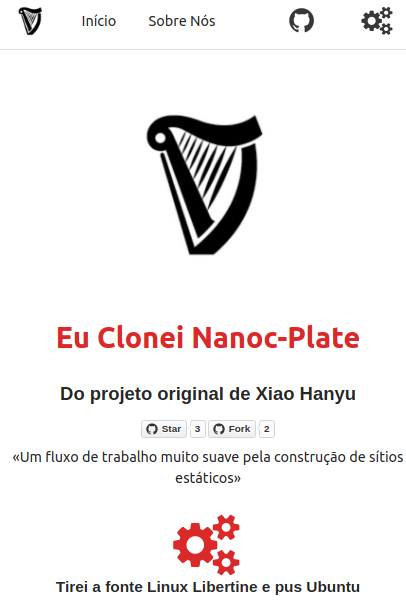 Início Sobre Nós
Eu Clonei Nanoc-Plate
Do projeto original de Xiao Hanyu
Star 3 Fork 2
«Um fluxo de trabalho muito suave pela construção de sítios
estáticos»
Tirei a fonte Linux Libertine e pus Ubuntu